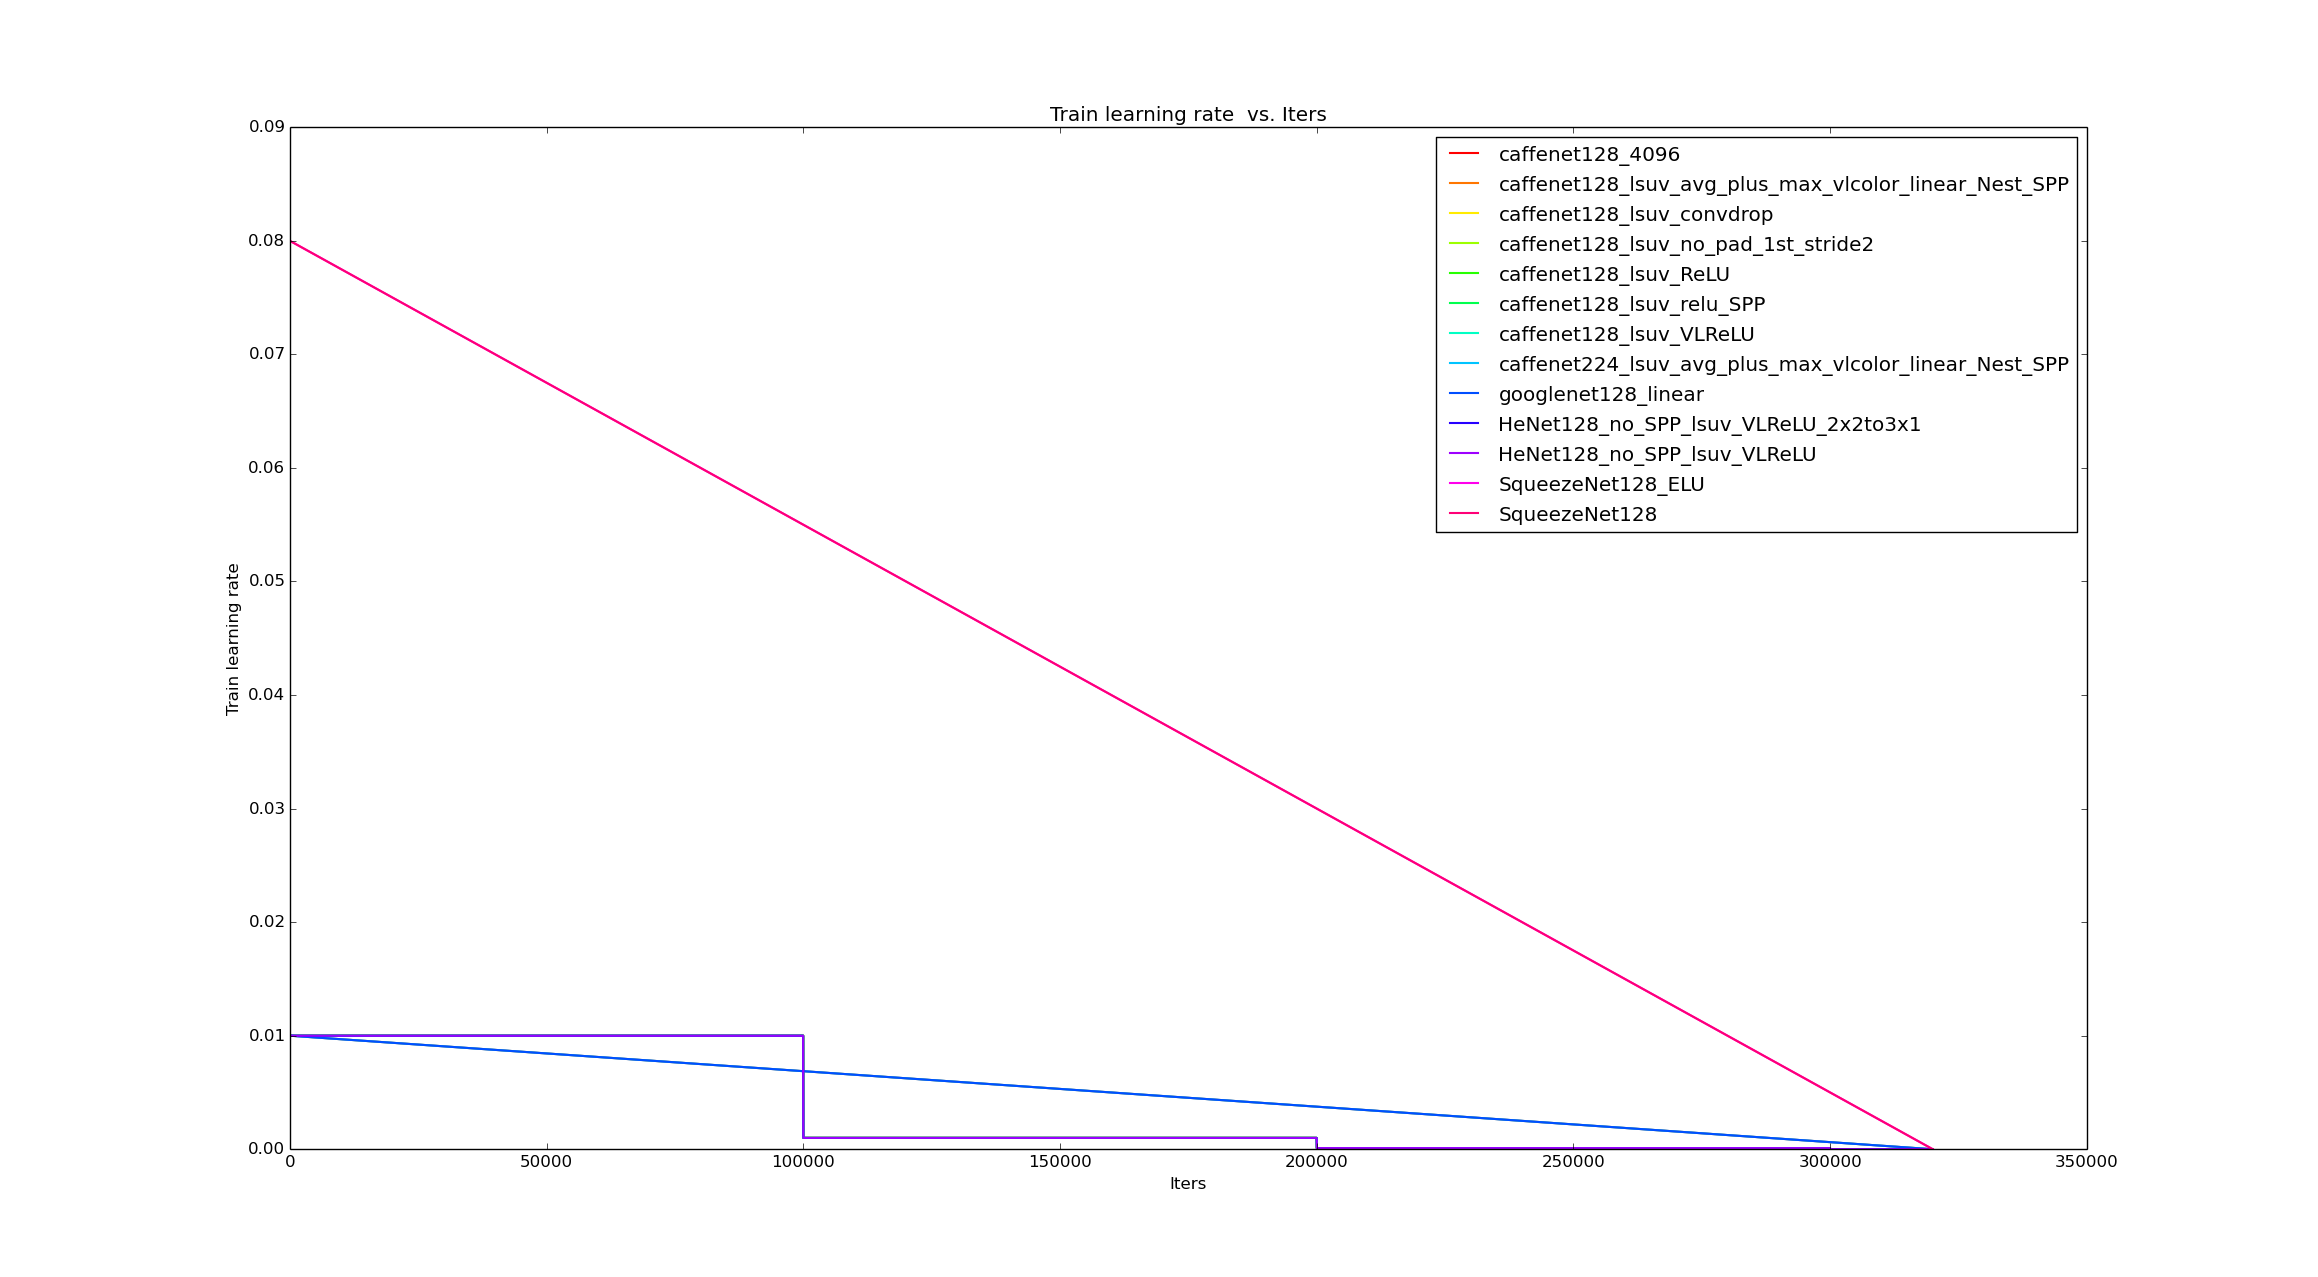 Train learning rate  vs. Iters
0.09
0.08
0.07
0.06
0.05
0.04
0.03
0.02
0.01
0.00
Train learning rate
caffenet128_4096
caffenet128_lsuv_avg_plus_max_vlcolor_linear_Nest_SPP
caffenet128_lsuv_convdrop
caffenet128_lsuv_no_pad_1st_stride2
caffenet128_lsuv_ReLU
caffenet128_lsuv_relu_SPP
caffenet128_lsuv_VLReLU
caffenet224_lsuv_avg_plus_max_vlcolor_linear_Nest_SPP
googlenet128_linear
HeNet128_no_SPP_lsuv_VLReLU_2x2to3x1
HeNet128_no_SPP_lsuv_VLReLU
SqueezeNet128_ELU
SqueezeNet128
0 50000 100000 150000 200000 250000 300000 350000
Iters